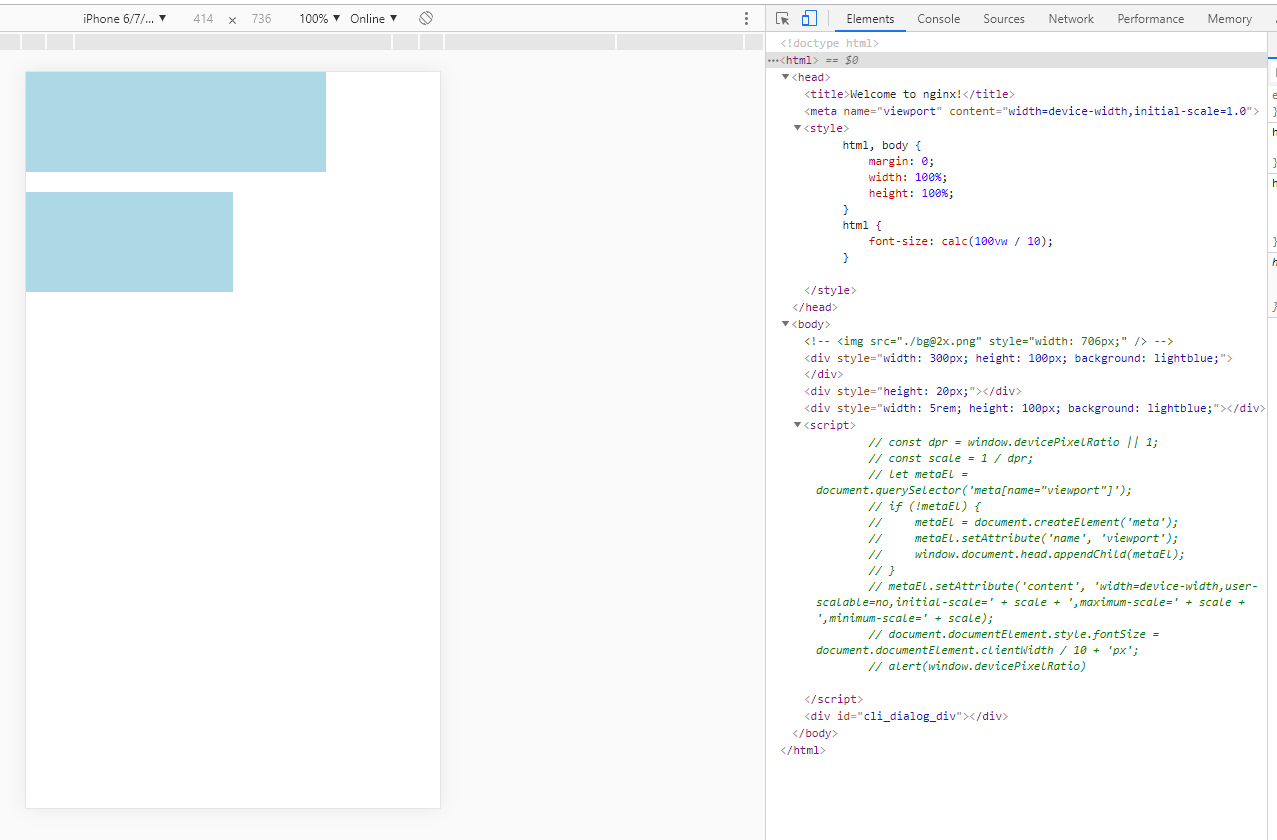 iPhone 6/7/... ▼ 414 × 736 100% ▼ Online ▼
Elements Console Sources Network Performance Memory
<!doctype html>
···<html> == $0
▼<head>
<title>Welcome to nginx!</title>
<meta name="viewport" content="width=device-width,initial-scale=1.0">
▼<style>
html, body {
margin: 0;
width: 100%;
height: 100%;
}
html {
font-size: calc(100vw / 10);
}
</style>
</head>
▼<body>
<!-- <img src="./bg@2x.png" style="width: 706px;" /> -->
<div style="width: 300px; height: 100px; background: lightblue;">
</div>
<div style="height: 20px;"></div>
<div style="width: 5rem; height: 100px; background: lightblue;"></div>
▼<script>
// const dpr = window.devicePixelRatio || 1;
// const scale = 1 / dpr;
// let metaEl =
document.querySelector('meta[name="viewport"]');
// if (!metaEl) {
// metaEl = document.createElement('meta');
// metaEl.setAttribute('name', 'viewport');
// window.document.head.appendChild(metaEl);
// }
// metaEl.setAttribute('content', 'width=device-width,user-
scalable=no,initial-scale=' + scale + ',maximum-scale=' + scale +
',minimum-scale=' + scale);
// document.documentElement.style.fontSize =
document.documentElement.clientWidth / 10 + 'px';
// alert(window.devicePixelRatio)
</script>
<div id="cli_dialog_div"></div>
</body>
</html>